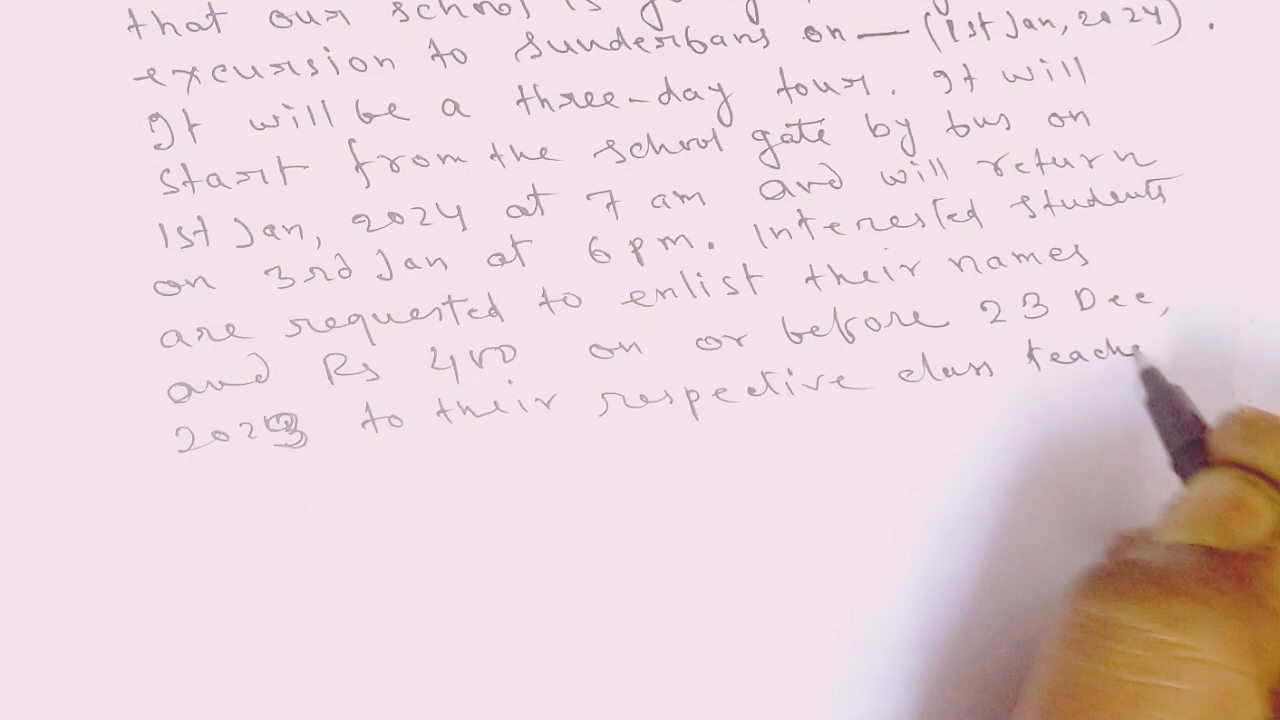 that our school is
excursion to Sunderbans on — (1st Jan, 2024).
It will be a three-day tour. It will
start from the school gate by bus on
1st Jan, 2024 at 7 am and will return
on 3rd Jan at 6 pm. Interested students
are requested to enlist their names
and Rs 400 on or before 23 Dec,
2023 to their respective class teache